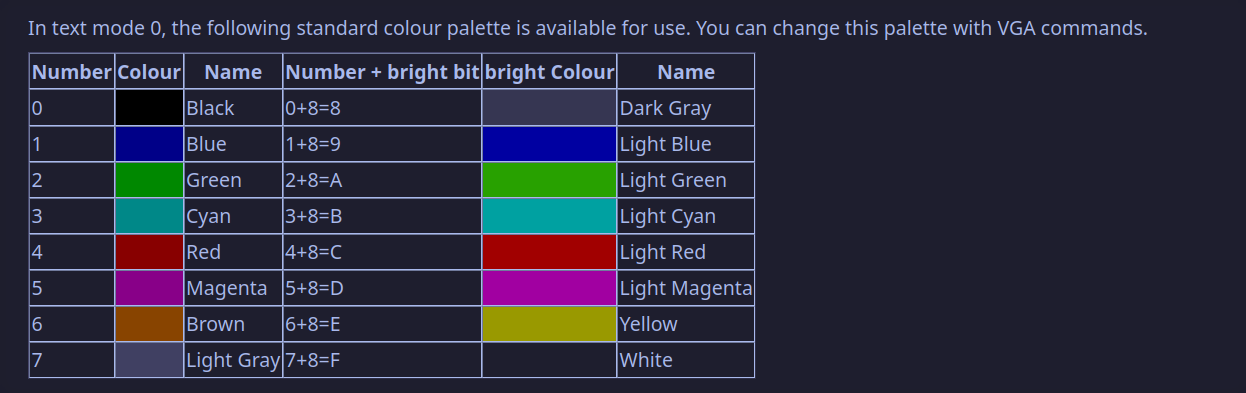 In text mode 0, the following standard colour palette is available for use. You can change this palette with VGA commands.
Number Colour Name Number + bright bit bright Colour Name
0 Black 0+8=8 Dark Gray
1 Blue 1+8=9 Light Blue
2 Green 2+8=A Light Green
3 Cyan 3+8=B Light Cyan
4 Red 4+8=C Light Red
5 Magenta 5+8=D Light Magenta
6 Brown 6+8=E Yellow
7 Light Gray 7+8=F White